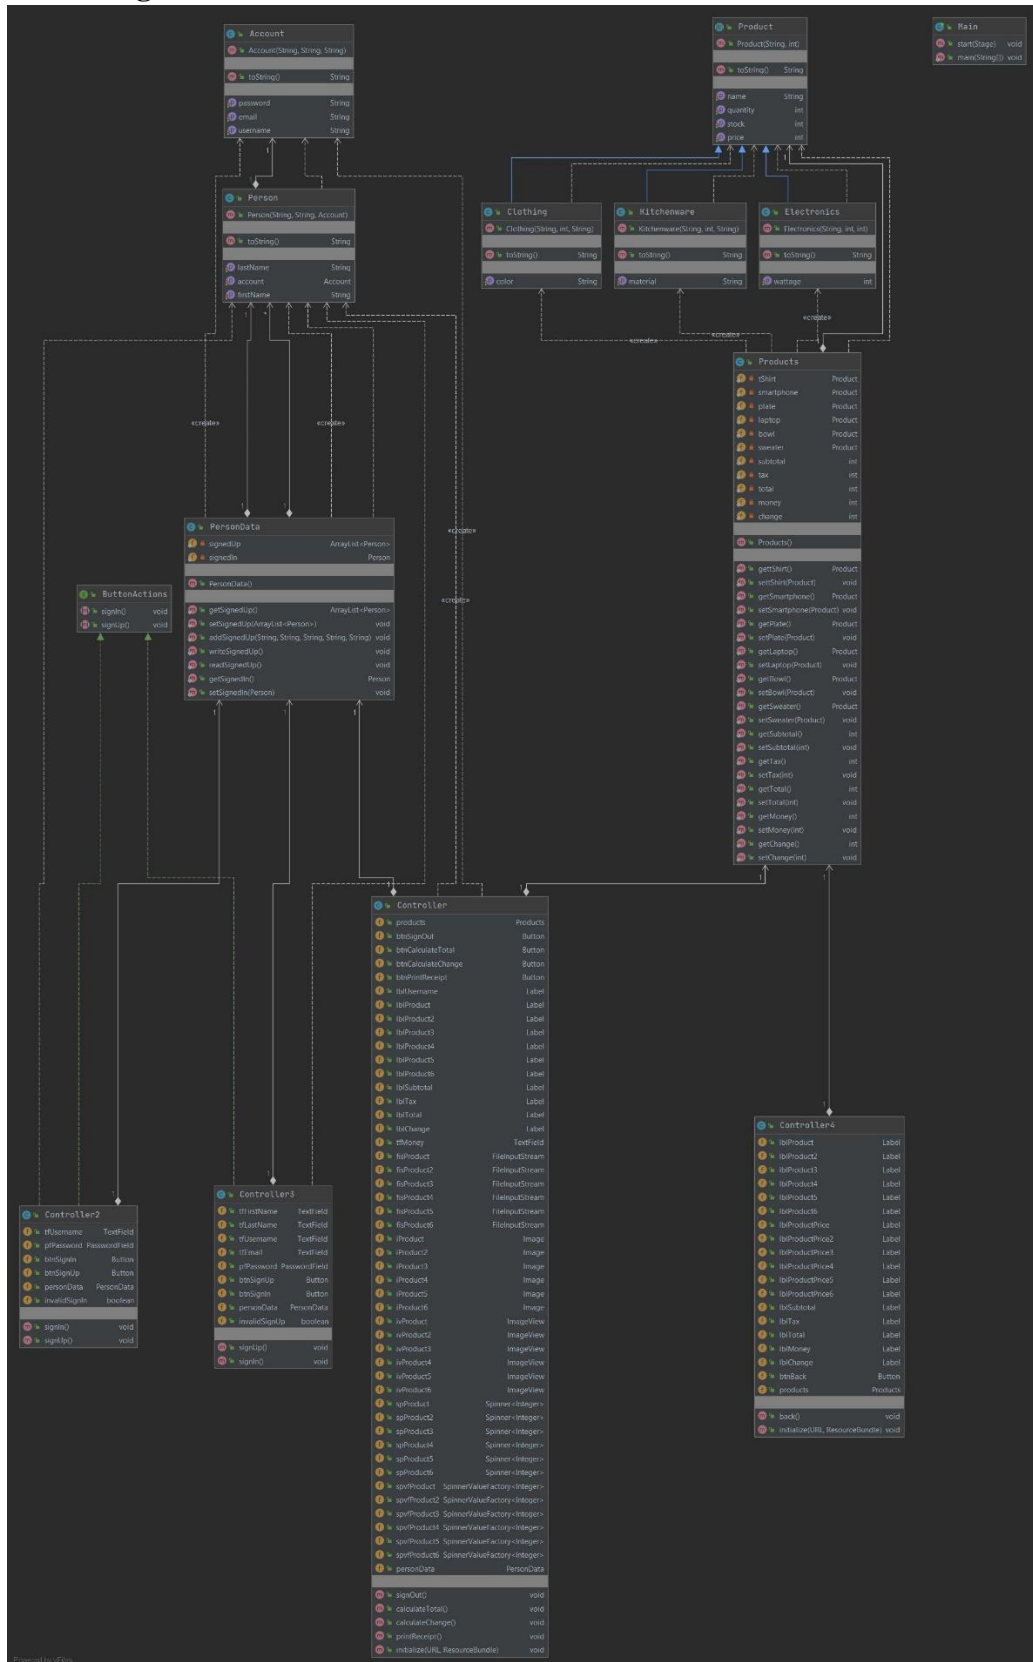 Account
Account(String, String, String)
toString() String
password String
email String
username String
Product
Product(String, int)
toString() String
name String
quantity int
stock int
price int
Main
start(Stage) void
main(String[]) void
Person
Person(String, String, Account)
toString() String
lastName String
account Account
firstName String
Clothing
Clothing(String, int, String)
toString() String
color String
Kitchenware
Kitchenware(String, int, String)
toString() String
material String
Electronics
Electronics(String, int, int)
toString() String
wattage int
«create»
«create»
«create»
«create»
«create»
Products
tShirt Product
smartphone Product
plate Product
laptop Product
bowl Product
sweater Product
subtotal int
tax int
total int
money int
change int
Products()
gettShirt() Product
settShirt(Product) void
getSmartphone() Product
setSmartphone(Product) void
getPlate() Product
setPlate(Product) void
getLaptop() Product
setLaptop(Product) void
getBowl() Product
setBowl(Product) void
getSweater() Product
setSweater(Product) void
getSubtotal() int
setSubtotal(int) void
getTax() int
setTax(int) void
getTotal() int
setTotal(int) void
getMoney() int
setMoney(int) void
getChange() int
setChange(int) void
PersonData
signedUp ArrayList<Person>
signedIn Person
PersonData()
getSignedUp() ArrayList<Person>
setSignedUp(ArrayList<Person>) void
addSignedUp(String, String, String, String, String) void
writeSignedUp() void
readSignedUp() void
getSignedIn() Person
setSignedIn(Person) void
ButtonActions
signIn() void
signUp() void
Controller
products Products
btnSignOut Button
btnCalculateTotal Button
btnCalculateChange Button
btnPrintReceipt Button
lblUsername Label
lblProduct Label
lblProduct2 Label
lblProduct3 Label
lblProduct4 Label
lblProduct5 Label
lblProduct6 Label
lblSubtotal Label
lblTax Label
lblTotal Label
lblChange Label
tfMoney TextField
fisProduct FileInputStream
fisProduct2 FileInputStream
fisProduct3 FileInputStream
fisProduct4 FileInputStream
fisProduct5 FileInputStream
fisProduct6 FileInputStream
iProduct Image
iProduct2 Image
iProduct3 Image
iProduct4 Image
iProduct5 Image
iProduct6 Image
ivProduct ImageView
ivProduct2 ImageView
ivProduct3 ImageView
ivProduct4 ImageView
ivProduct5 ImageView
ivProduct6 ImageView
spProduct Spinner<Integer>
spProduct2 Spinner<Integer>
spProduct3 Spinner<Integer>
spProduct4 Spinner<Integer>
spProduct5 Spinner<Integer>
spProduct6 Spinner<Integer>
spvfProduct SpinnerValueFactory<Integer>
spvfProduct2 SpinnerValueFactory<Integer>
spvfProduct3 SpinnerValueFactory<Integer>
spvfProduct4 SpinnerValueFactory<Integer>
spvfProduct5 SpinnerValueFactory<Integer>
spvfProduct6 SpinnerValueFactory<Integer>
personData PersonData
signOut() void
calculateTotal() void
calculateChange() void
printReceipt() void
initialize(URL, ResourceBundle) void
Controller4
lblProduct Label
lblProduct2 Label
lblProduct3 Label
lblProduct4 Label
lblProduct5 Label
lblProduct6 Label
lblProductPrice Label
lblProductPrice2 Label
lblProductPrice3 Label
lblProductPrice4 Label
lblProductPrice5 Label
lblProductPrice6 Label
lblSubtotal Label
lblTax Label
lblTotal Label
lblMoney Label
lblChange Label
btnBack Button
products Products
back() void
initialize(URL, ResourceBundle) void
Controller2
tfUsername TextField
pfPassword PasswordField
btnSignIn Button
btnSignUp Button
personData PersonData
invalidSignIn boolean
signIn() void
signUp() void
Controller3
tfFirstName TextField
tfLastName TextField
tfUsername TextField
tfEmail TextField
pfPassword PasswordField
btnSignUp Button
btnSignIn Button
personData PersonData
invalidSignUp boolean
signUp() void
signIn() void
Powered by yFiles